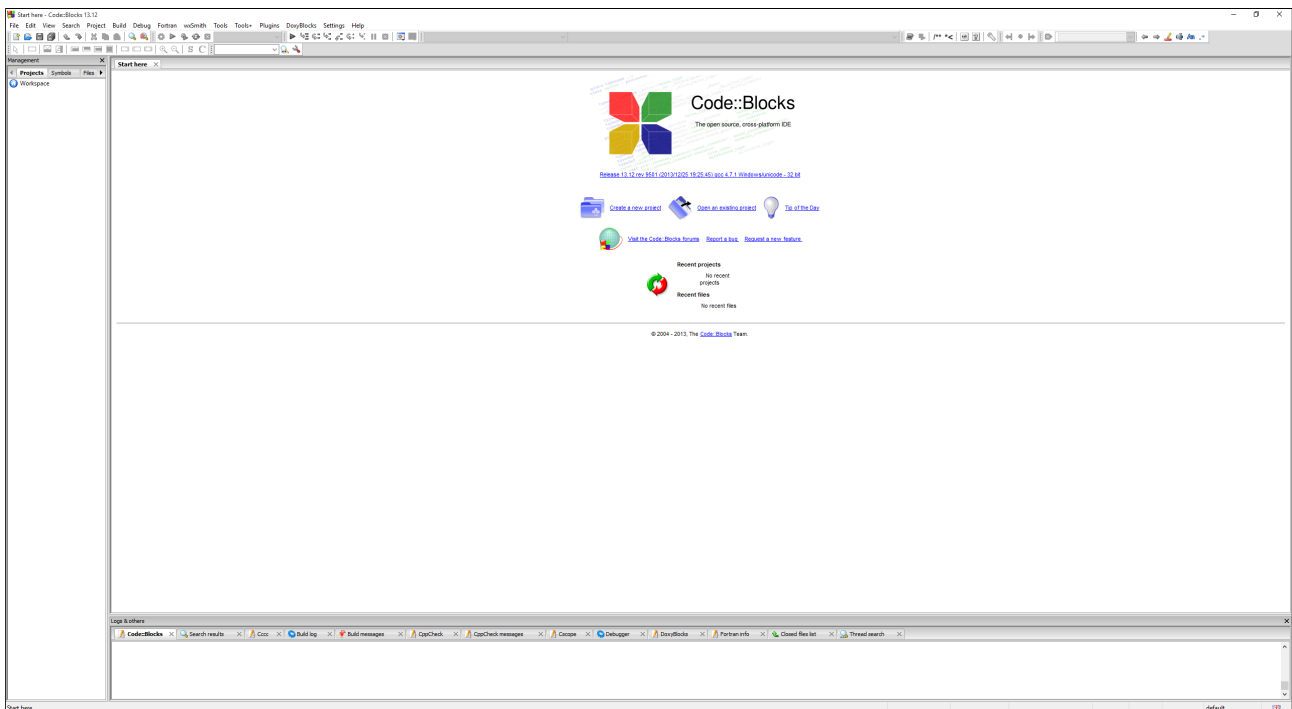 Start here - Code::Blocks 13.12
File Edit View Search Project Build Debug Fortran wxSmith Tools Tools+ Plugins DoxyBlocks Settings Help
S C
Management
Projects Symbols Files
Start here
Workspace
Code::Blocks
The open source, cross-platform IDE
Release 13.12 rev 9501 (2013/12/25 19:25:45) gcc 4.7.1 Windows/unicode - 32 bit
Create a new project Open an existing project Tip of the Day
Visit the Code::Blocks forums Report a bug Request a new feature
Recent projects
No recent
projects
Recent files
No recent files
© 2004 - 2013, The Code::Blocks Team.
Logs & others
Code::Blocks Search results Cccc Build log Build messages CppCheck CppCheck messages Cscope Debugger DoxyBlocks Fortran info Closed files list Thread search
Start here default